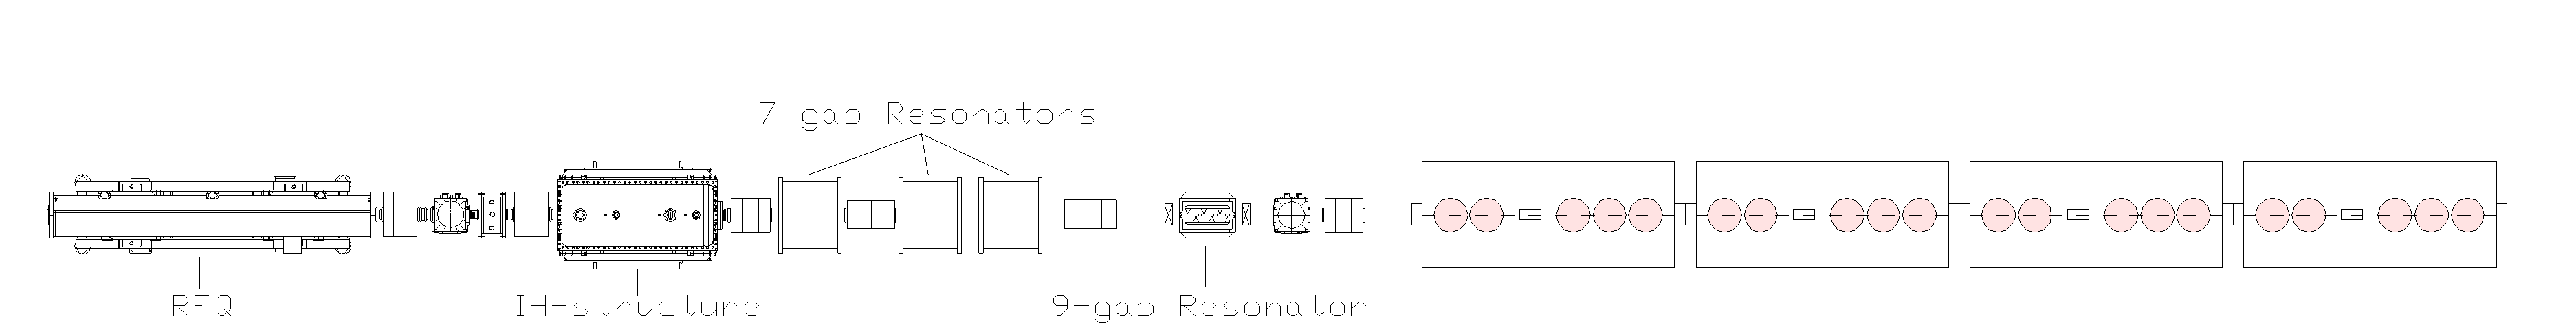 7-gap Resonators
RFQ
IH-structure
9-gap Resonator